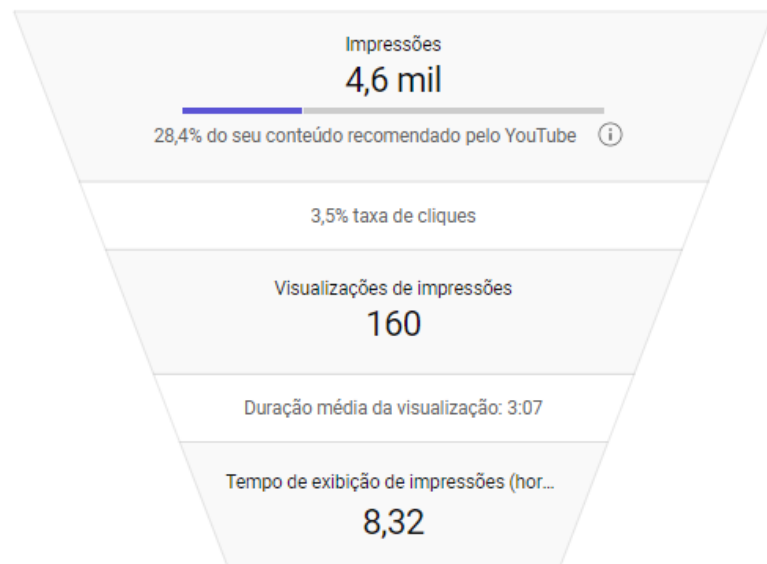 Impressões
4,6 mil
28,4% do seu conteúdo recomendado pelo YouTube
3,5% taxa de cliques
Visualizações de impressões
160
Duração média da visualização: 3:07
Tempo de exibição de impressões (hor...
8,32